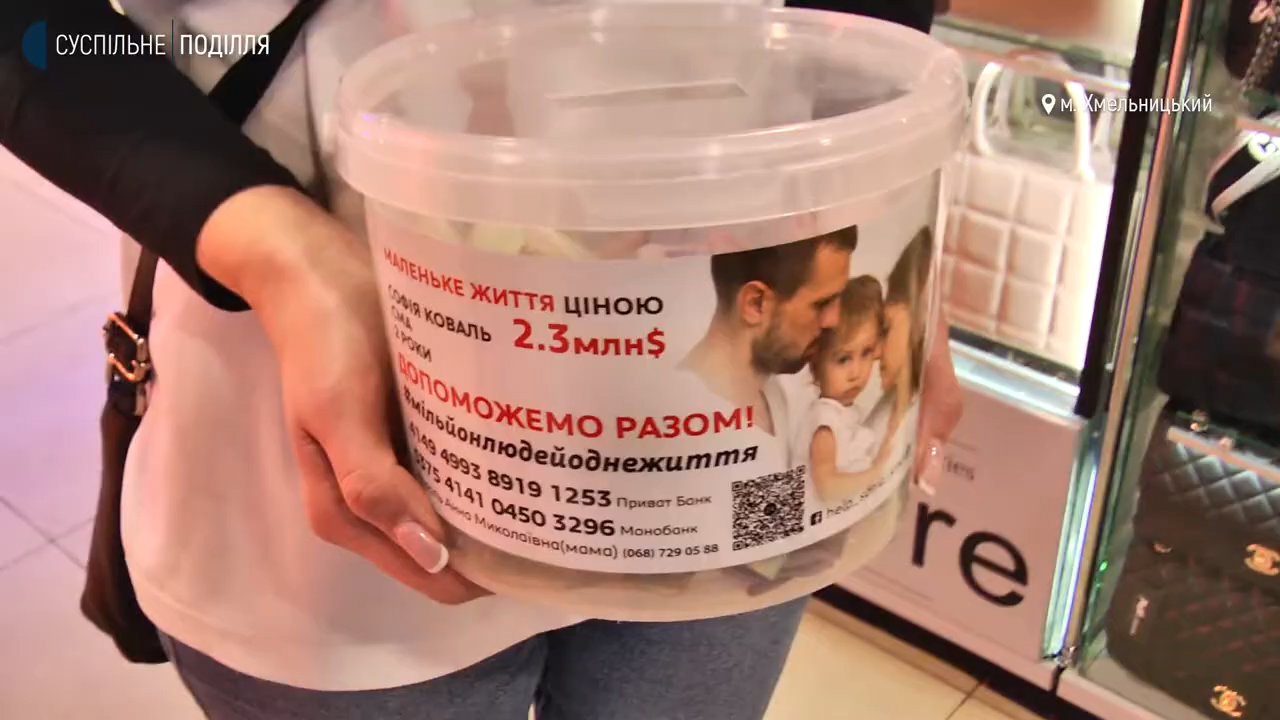 СУСПІЛЬНЕ ПОДІЛЛЯ
м. Хмельницький
МАЛЕНЬКЕ ЖИТТЯ ЦІНОЮ
СОФІЯ КОВАЛЬ 2.3млн$
СМА
2 РОКИ
ДОПОМОЖЕМО РАЗОМ!
#мільйонлюдейоднежиття
4149 4993 8919 1253 Приват Банк
5375 4141 0450 3296 Монобанк
Анна Миколаївна(мама) (068) 729 05 88
re